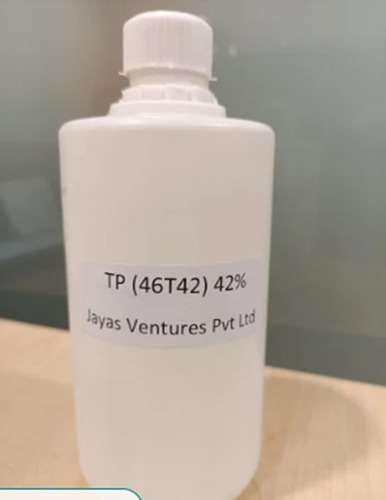 TP (46T42) 42%
Jayas Ventures Pvt Ltd